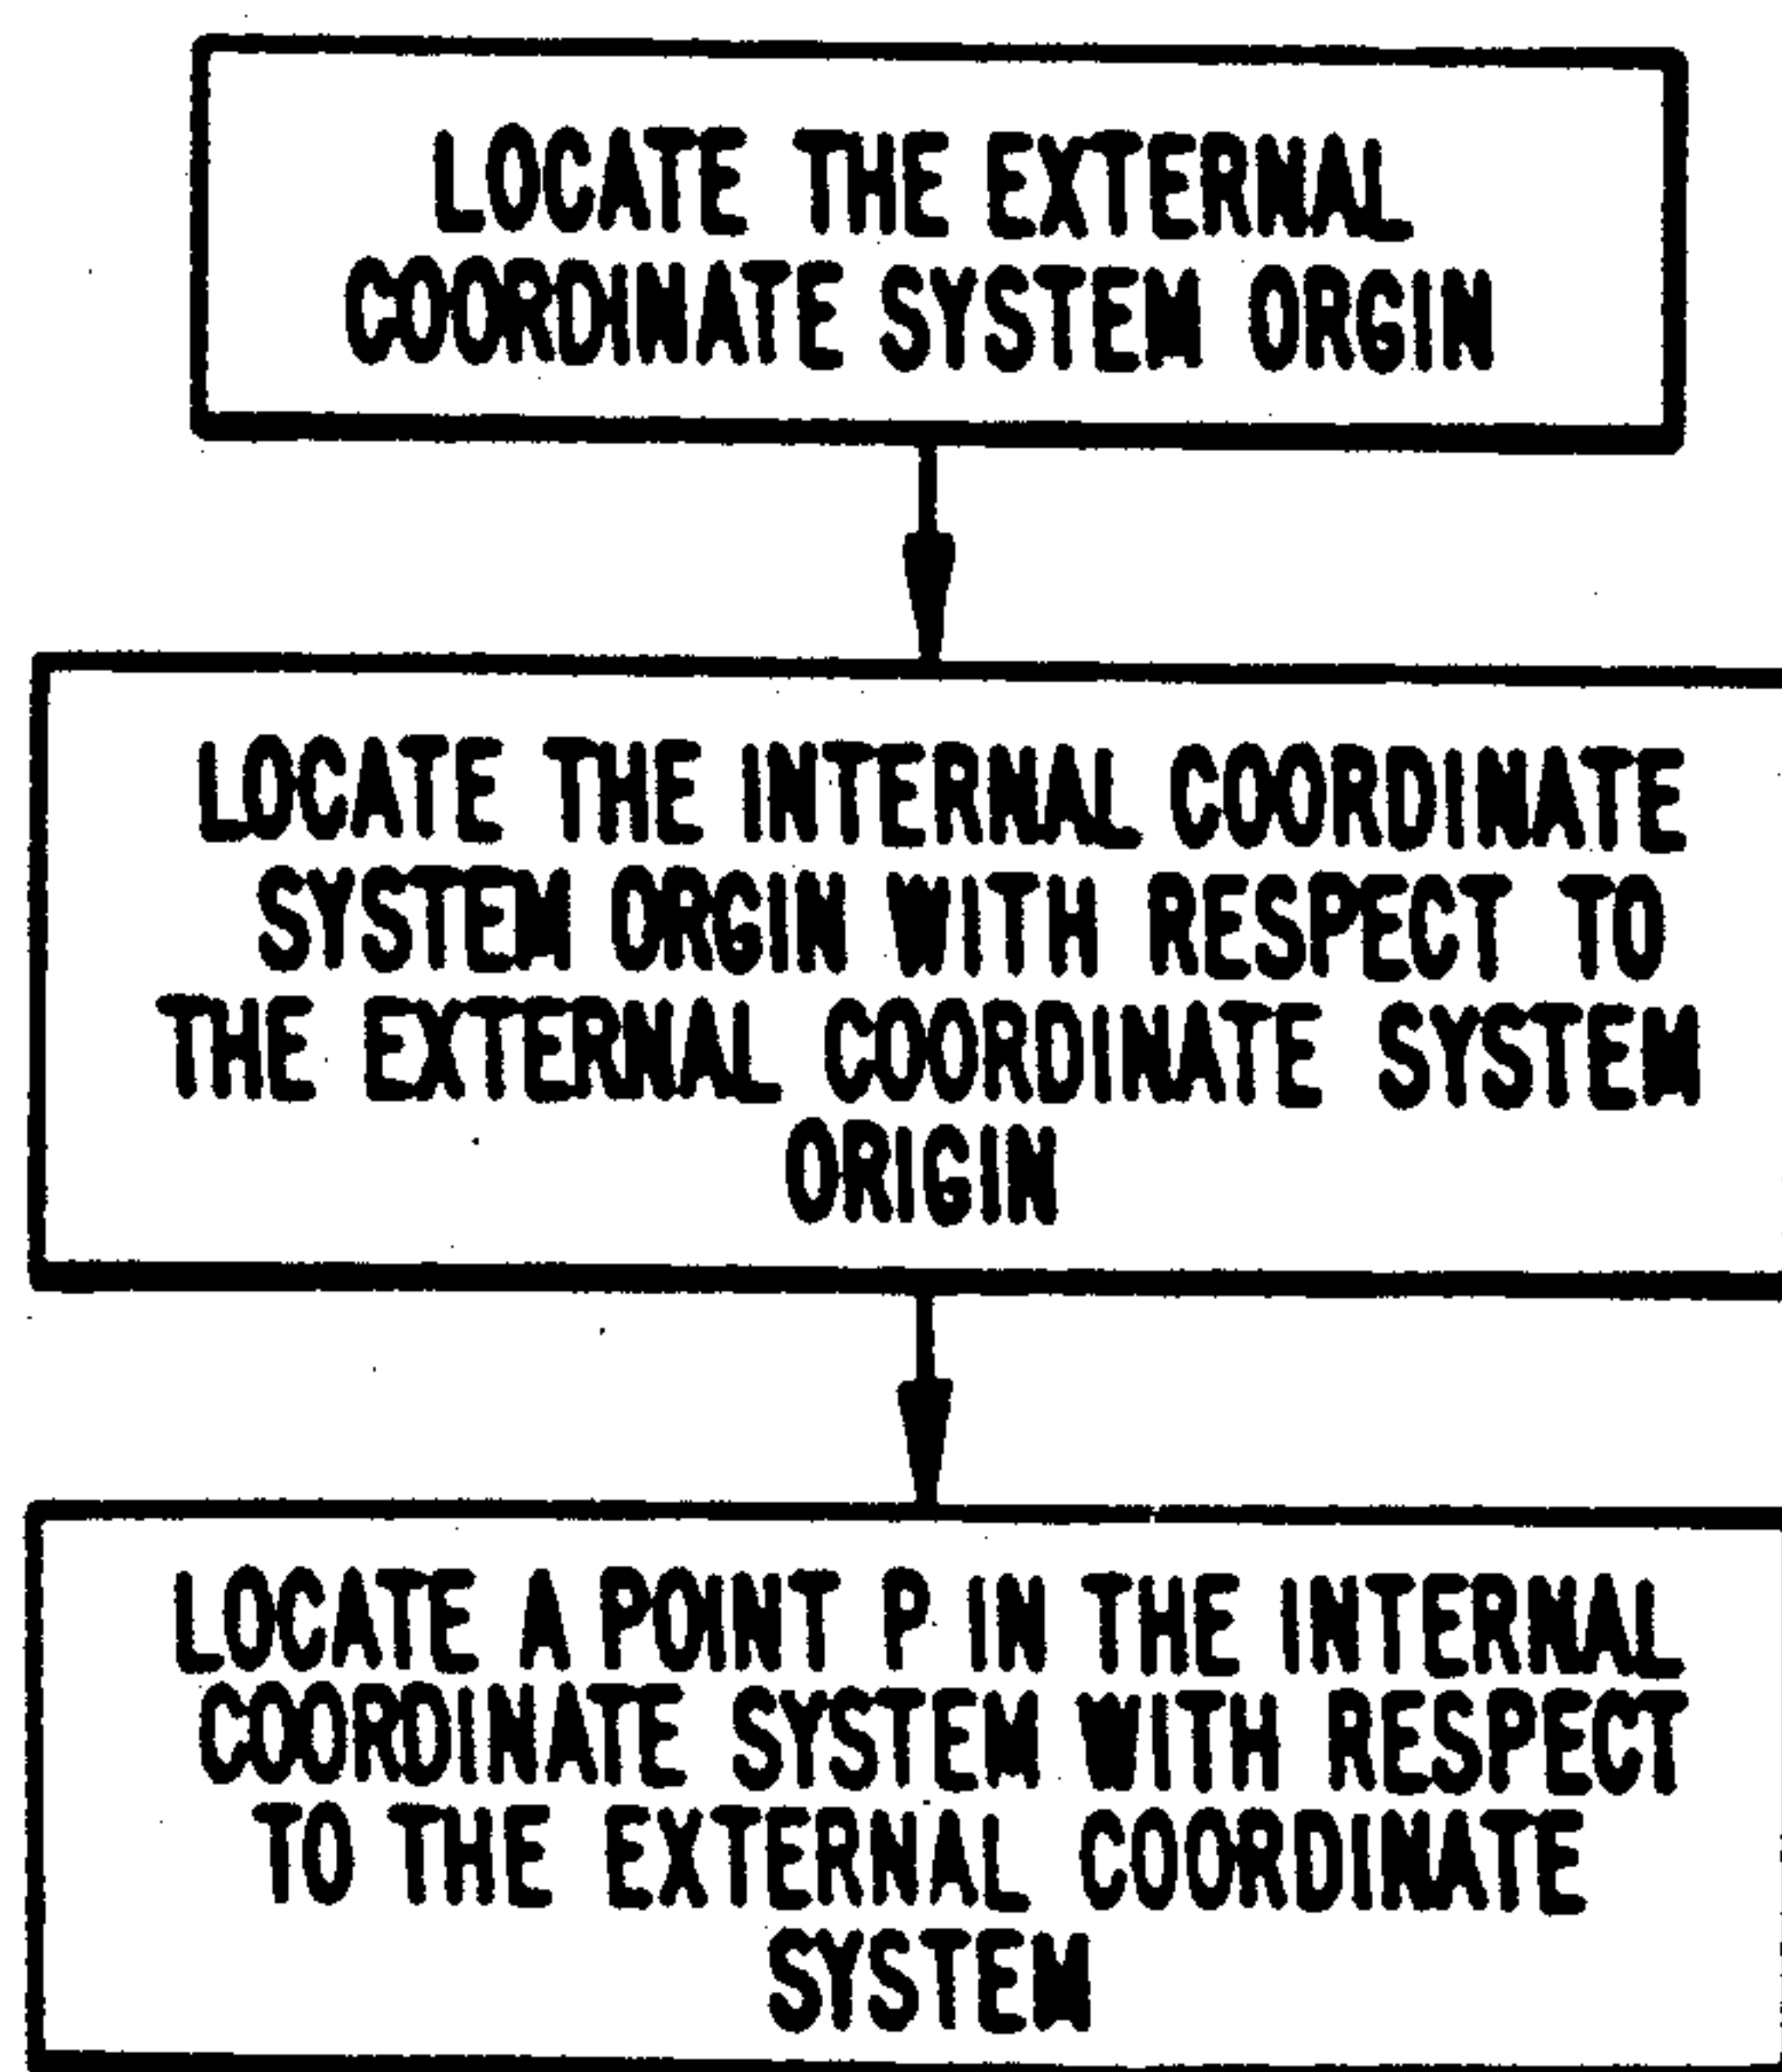 LOCATE THE EXTERNAL
COORDINATE SYSTEM ORGIN
LOCATE THE INTERNAL COORDINATE
SYSTEM ORGIN WITH RESPECT TO
THE EXTERNAL COORDINATE SYSTEM
ORIGIN
LOCATE A POINT P IN THE INTERNAL
COORDINATE SYSTEM WITH RESPECT
TO THE EXTERNAL COORDINATE
SYSTEM